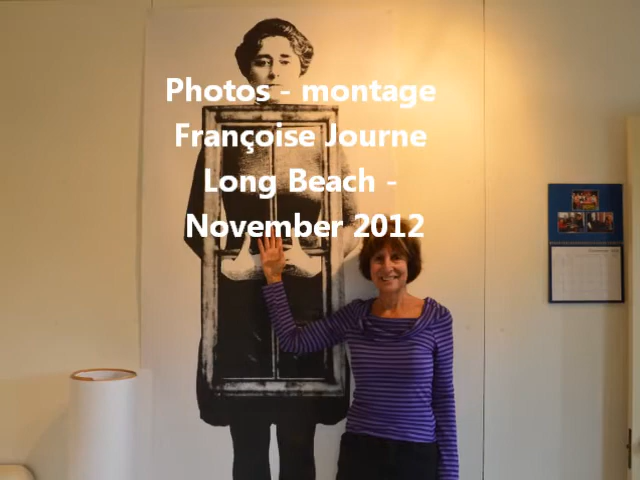 Photos - montage
Françoise Journe
Long Beach -
November 2012